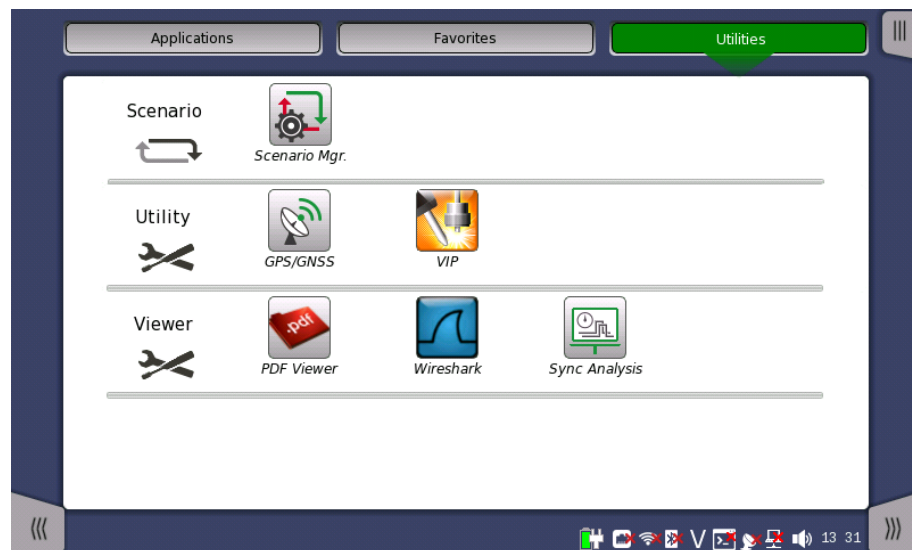 Applications Favorites Utilities
Scenario
Scenario Mgr.
Utility
GPS/GNSS VIP
Viewer
.pdf
PDF Viewer Wireshark Sync Analysis
V 13 31